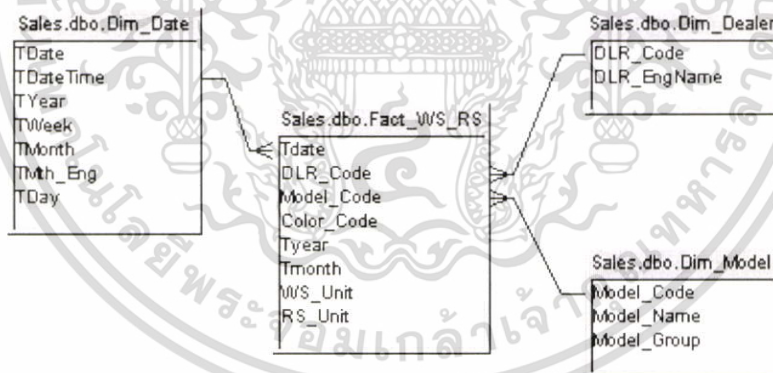 Sales.dbo.Dim_Date
TDate
TDateTime
TYear
TWeek
TMonth
TMth_Eng
TDay
Sales.dbo.Fact_WS_RS
Tdate
DLR_Code
Model_Code
Color_Code
Tyear
Tmonth
WS_Unit
RS_Unit
Sales.dbo.Dim_Dealer
DLR_Code
DLR_EngName
Sales.dbo.Dim_Model
Model_Code
Model_Name
Model_Group